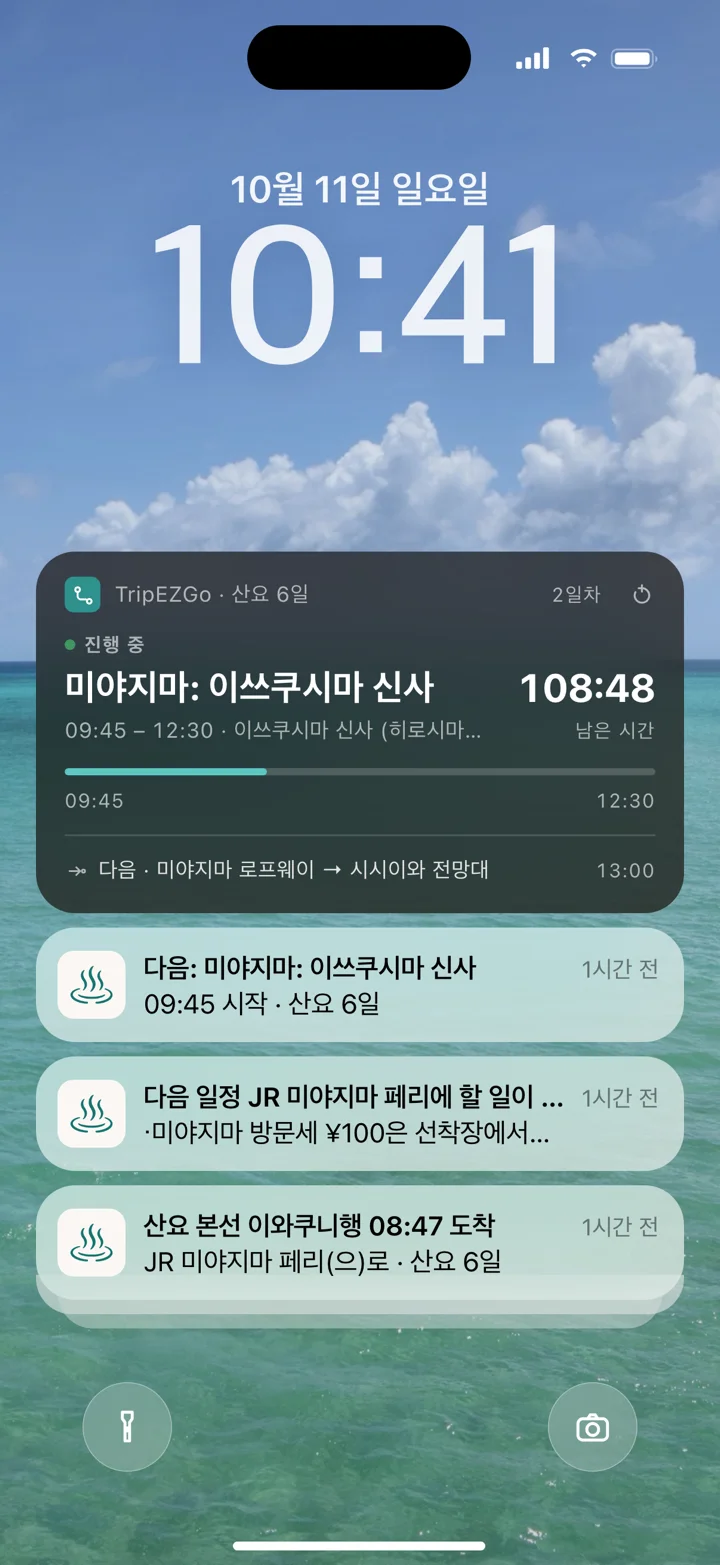 10월 11일 일요일
10:41
TripEZGo · 산요 6일
2일차
진행 중
미야지마: 이쓰쿠시마 신사
108:48
09:45 – 12:30 · 이쓰쿠시마 신사 (히로시마...
남은 시간
09:45
12:30
다음 · 미야지마 로프웨이 → 시시이와 전망대
13:00
다음: 미야지마: 이쓰쿠시마 신사
1시간 전
09:45 시작 · 산요 6일
다음 일정 JR 미야지마 페리에 할 일이 ...
1시간 전
·미야지마 방문세 ¥100은 선착장에서...
산요 본선 이와쿠니행 08:47 도착
1시간 전
JR 미야지마 페리(으)로 · 산요 6일